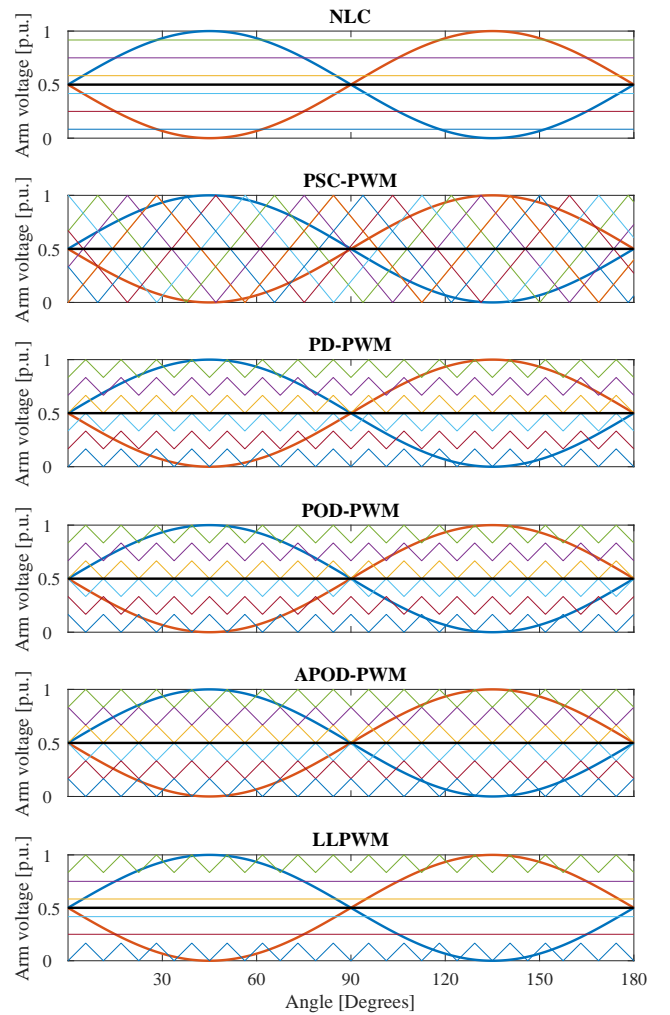 NLC
Arm voltage [p.u.]
1
0.5
0
PSC-PWM
Arm voltage [p.u.]
1
0.5
0
PD-PWM
Arm voltage [p.u.]
1
0.5
0
POD-PWM
Arm voltage [p.u.]
1
0.5
0
APOD-PWM
Arm voltage [p.u.]
1
0.5
0
LLPWM
Arm voltage [p.u.]
1
0.5
0
30 60 90 120 150 180
Angle [Degrees]